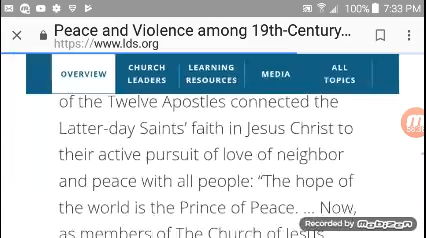 100% 7:33 PM
Peace and Violence among 19th-Century...
https://www.lds.org
OVERVIEW
CHURCH LEADERS
LEARNING RESOURCES
MEDIA
ALL TOPICS
of the Twelve Apostles connected the
Latter-day Saints' faith in Jesus Christ to
their active pursuit of love of neighbor
and peace with all people: “The hope of
the world is the Prince of Peace. ... Now,
as members of The Church of Jesus
Recorded by Mobizen